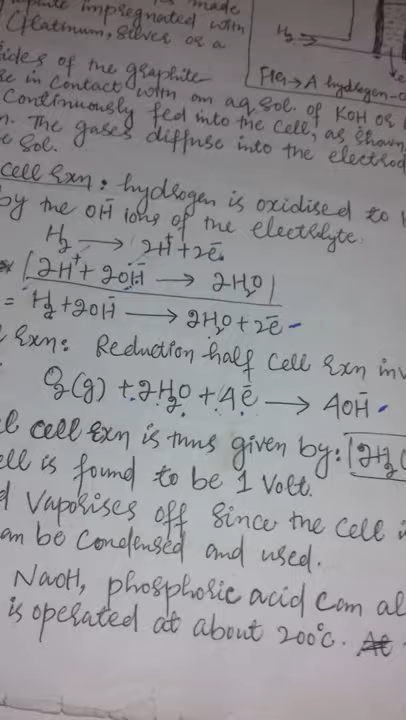 made
graphite impregnated with
(Platinum, silver or a
H₂
sides of the graphite
Fig → A hydrogen-
se in contact with an aq. sol. of KOH or
Continuously fed into the cell, as shown
n. The gases diffuse into the electrod
e sol.
cell Exn: hydrogen is oxidised to H
by the OH̄ ions of the electrolyte.
H₂ ⟶ 2H⁺+2ē
2H⁺+ 2OH̄ ⟶ 2H₂O
= H₂+2OH̄ ⟶ 2H₂O+2ē
Exn: Reduction half cell Exn inv
O₂(g) + 2H₂O + 4ē ⟶ 4OH̄
ll cell Exn is thus given by: 2H₂(
ell is found to be 1 Volt.
d Vaporises off since the cell i
an be Condensed and used.
NaOH, phosphoric acid can al
is operated at about 200°C.